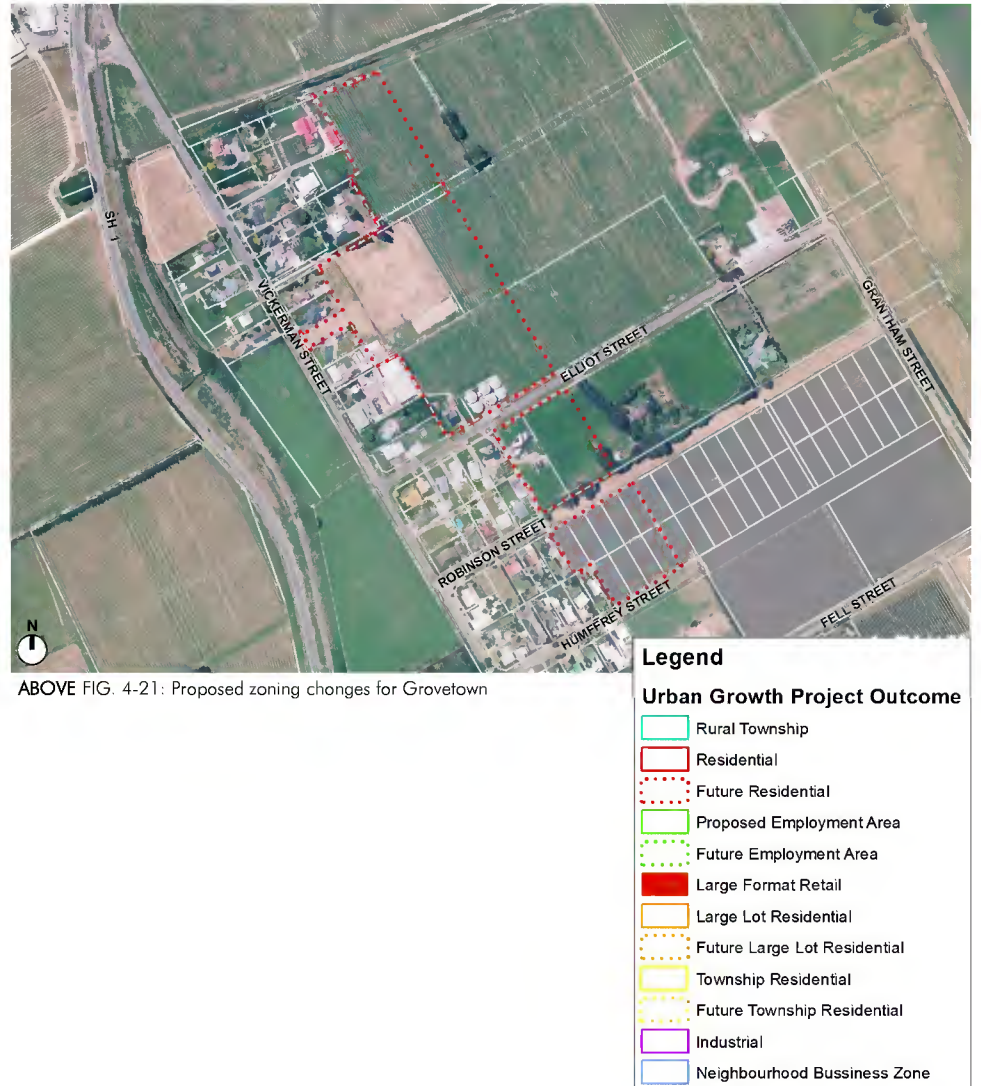 SH 1
VICKERMAN STREET
ELLIOT STREET
GRANTHAM STREET
ROBINSON STREET
HUMFFREY STREET
FELL STREET
N
ABOVE FIG. 4-21: Proposed zoning changes for Grovetown
Legend
Urban Growth Project Outcome
Rural Township
Residential
Future Residential
Proposed Employment Area
Future Employment Area
Large Format Retail
Large Lot Residential
Future Large Lot Residential
Township Residential
Future Township Residential
Industrial
Neighbourhood Bussiness Zone